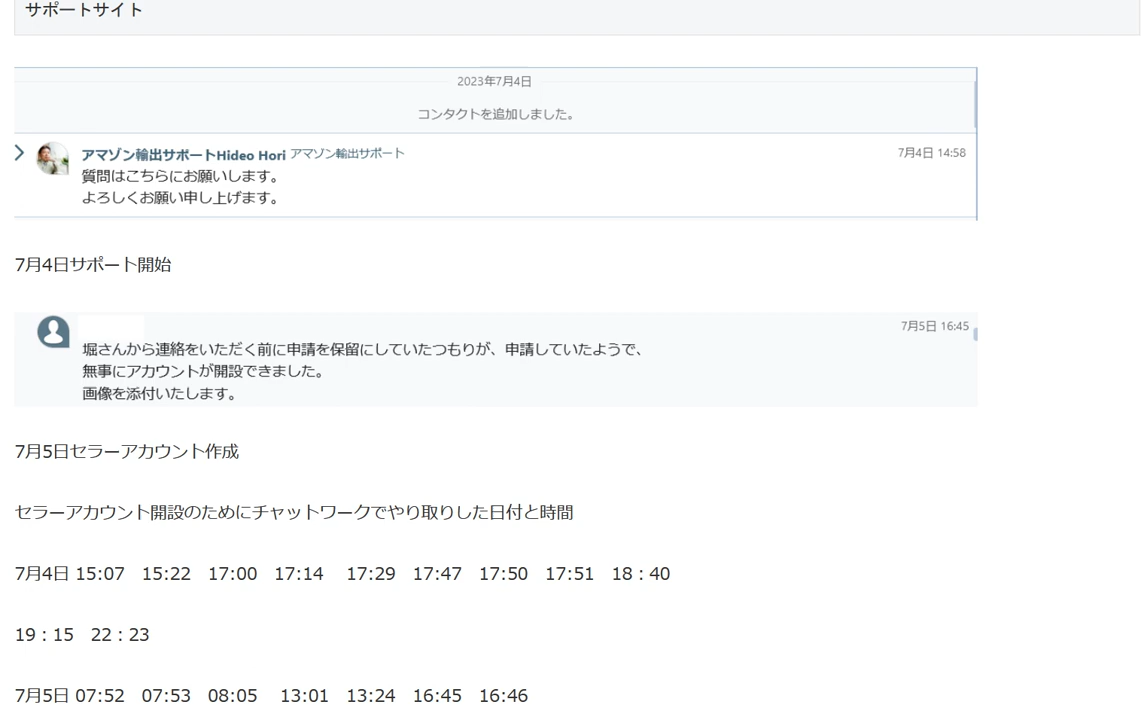 サポートサイト
2023年7月4日
コンタクトを追加しました。
アマゾン輸出サポートHideo Hori アマゾン輸出サポート 7月4日 14:58
質問はこちらにお願いします。
よろしくお願い申し上げます。
7月4日サポート開始
7月5日 16:45
堀さんから連絡をいただく前に申請を保留にしていたつもりが、申請していたようで、
無事にアカウントが開設できました。
画像を添付いたします。
7月5日セラーアカウント作成
セラーアカウント開設のためにチャットワークでやり取りした日付と時間
7月4日 15:07　15:22　17:00　17:14　17:29　17:47　17:50　17:51　18：40
19：15　22：23
7月5日 07:52　07:53　08:05　13:01　13:24　16:45　16:46